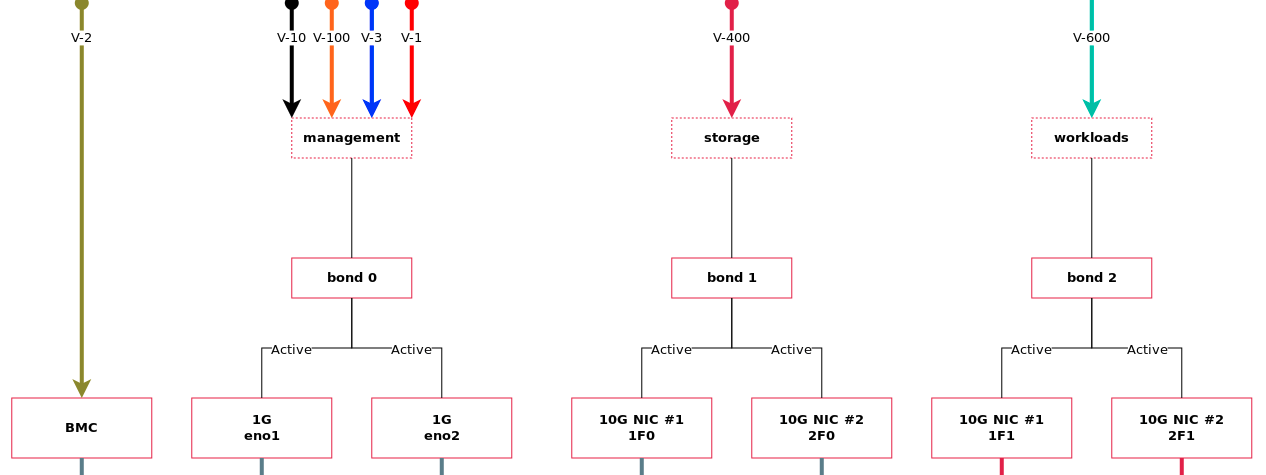 V-2
V-10
V-100
V-3
V-1
V-400
V-600
management
storage
workloads
bond 0
bond 1
bond 2
Active
Active
Active
Active
Active
Active
BMC
1G
eno1
1G
eno2
10G NIC #1
1F0
10G NIC #2
2F0
10G NIC #1
1F1
10G NIC #2
2F1